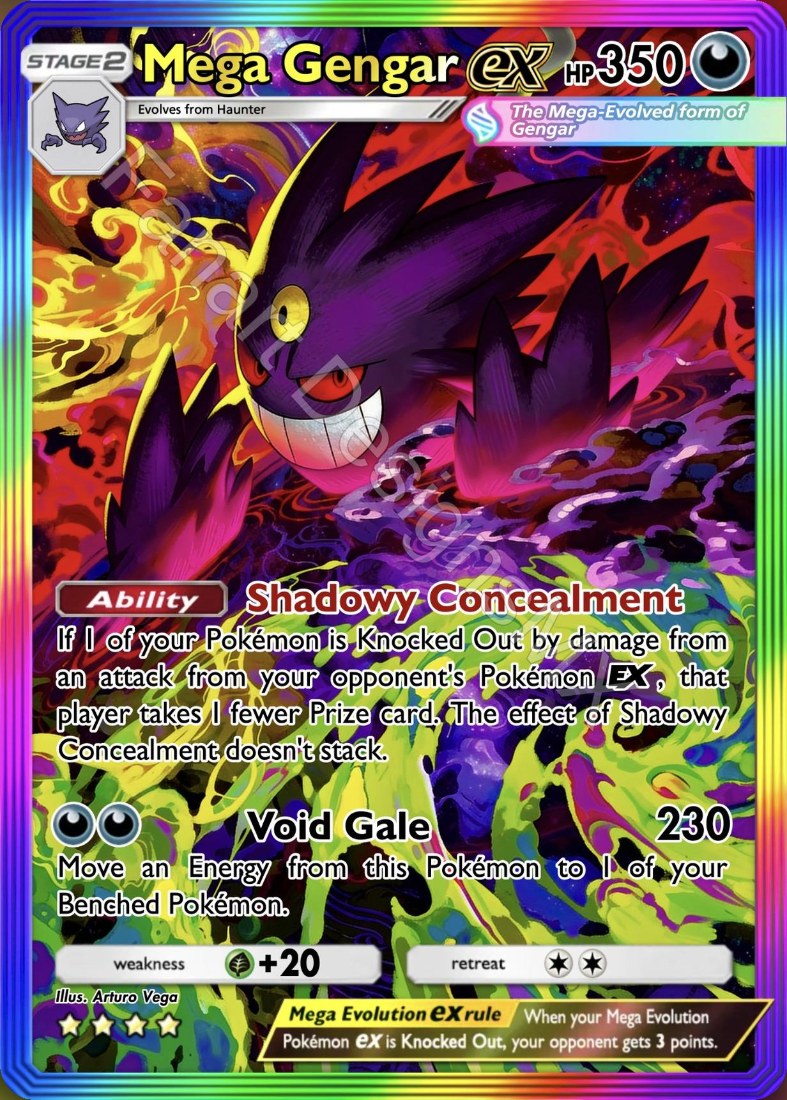 STAGE2
Mega Gengar ex HP350
Evolves from Haunter
The Mega-Evolved form of
Gengar
Ability Shadowy Concealment
If 1 of your Pokémon is Knocked Out by damage from
an attack from your opponent's Pokémon EX, that
player takes 1 fewer Prize card. The effect of Shadowy
Concealment doesn't stack.
Void Gale 230
Move an Energy from this Pokémon to 1 of your
Benched Pokémon.
weakness +20 retreat
Illus. Arturo Vega
Mega Evolution ex rule When your Mega Evolution
Pokémon ex is Knocked Out, your opponent gets 3 points.